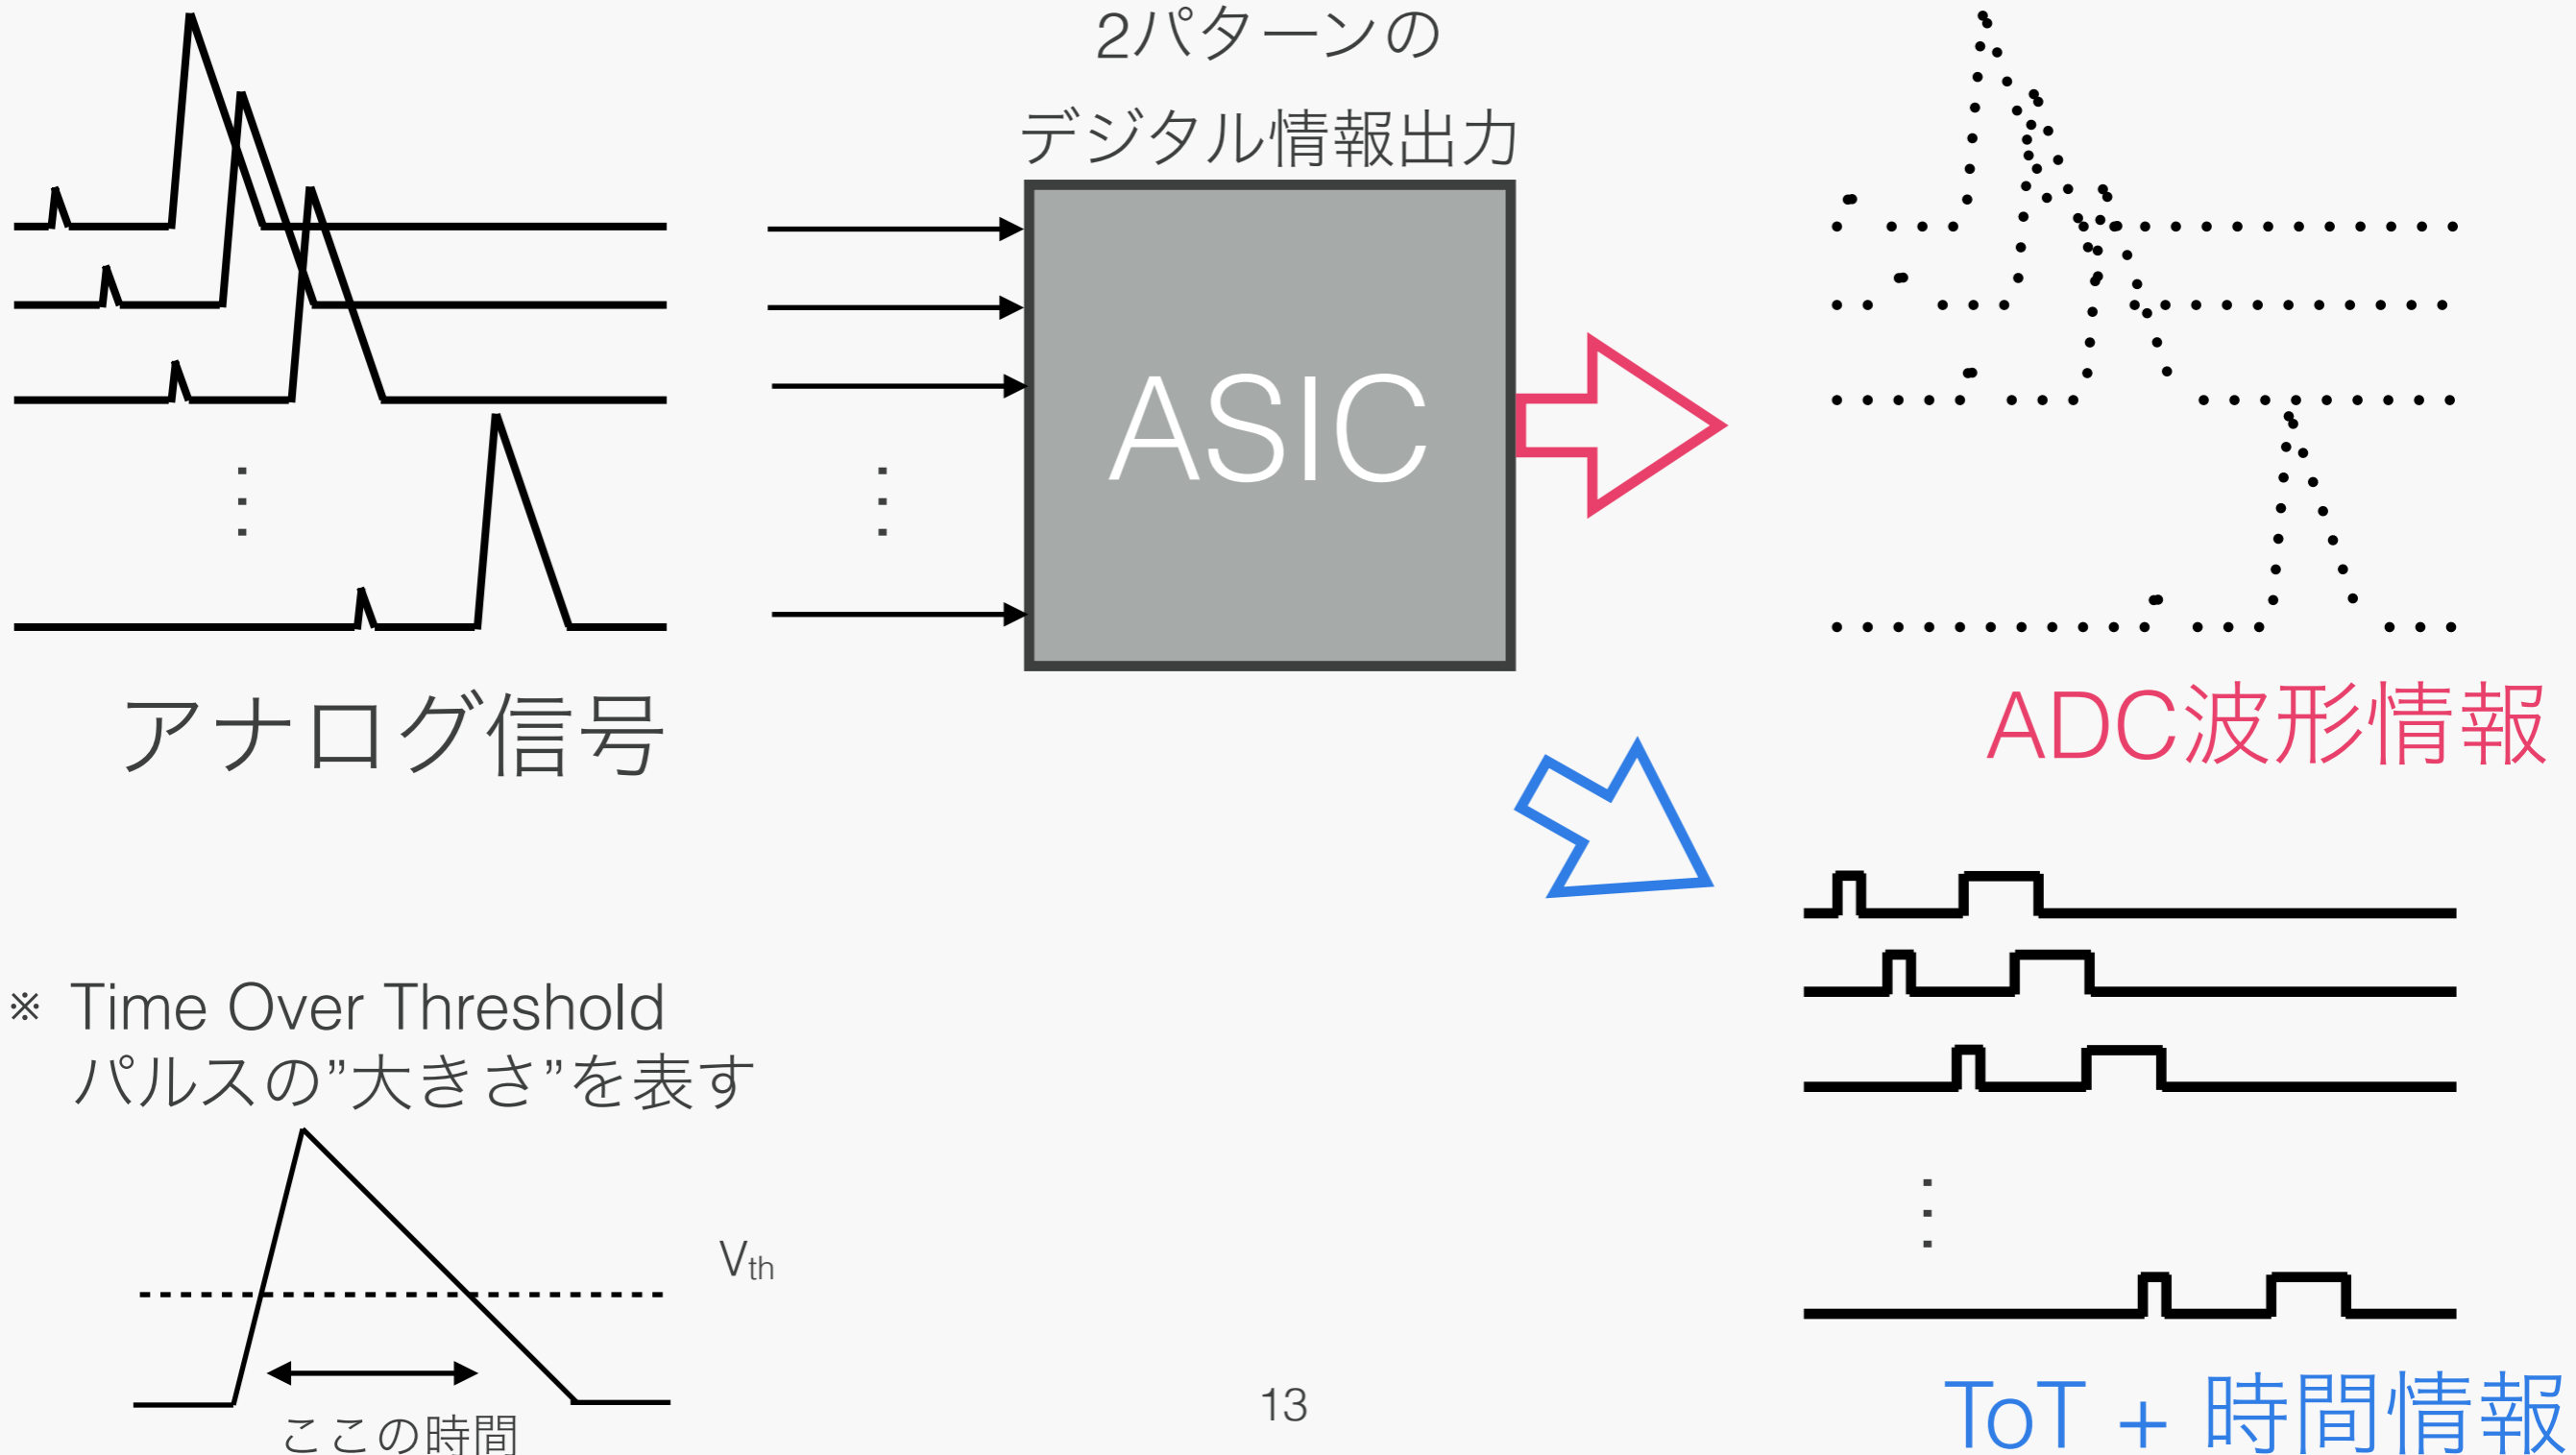 2パターンの
デジタル情報出力
ASIC
アナログ信号
ADC波形情報
※ Time Over Threshold
パルスの”大きさ”を表す
Vth
ここの時間
13
ToT + 時間情報